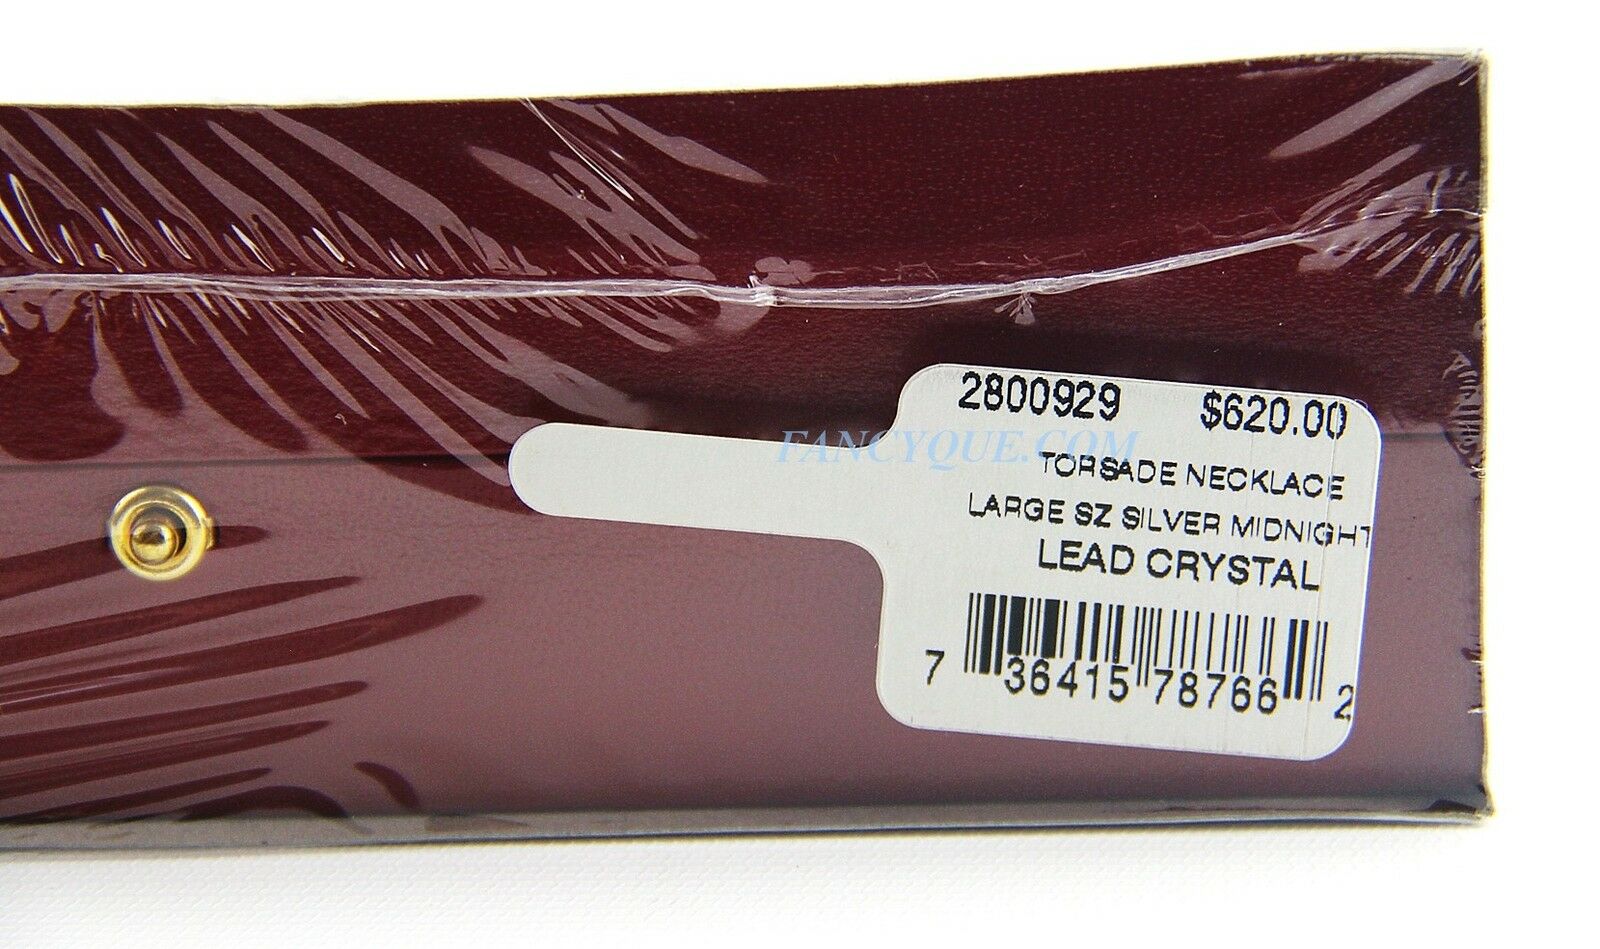 2800929 $620.00
FANCYQUE.COM
TORSADE NECKLACE
LARGE SZ SILVER MIDNIGHT
LEAD CRYSTAL
7 36415 78766 2